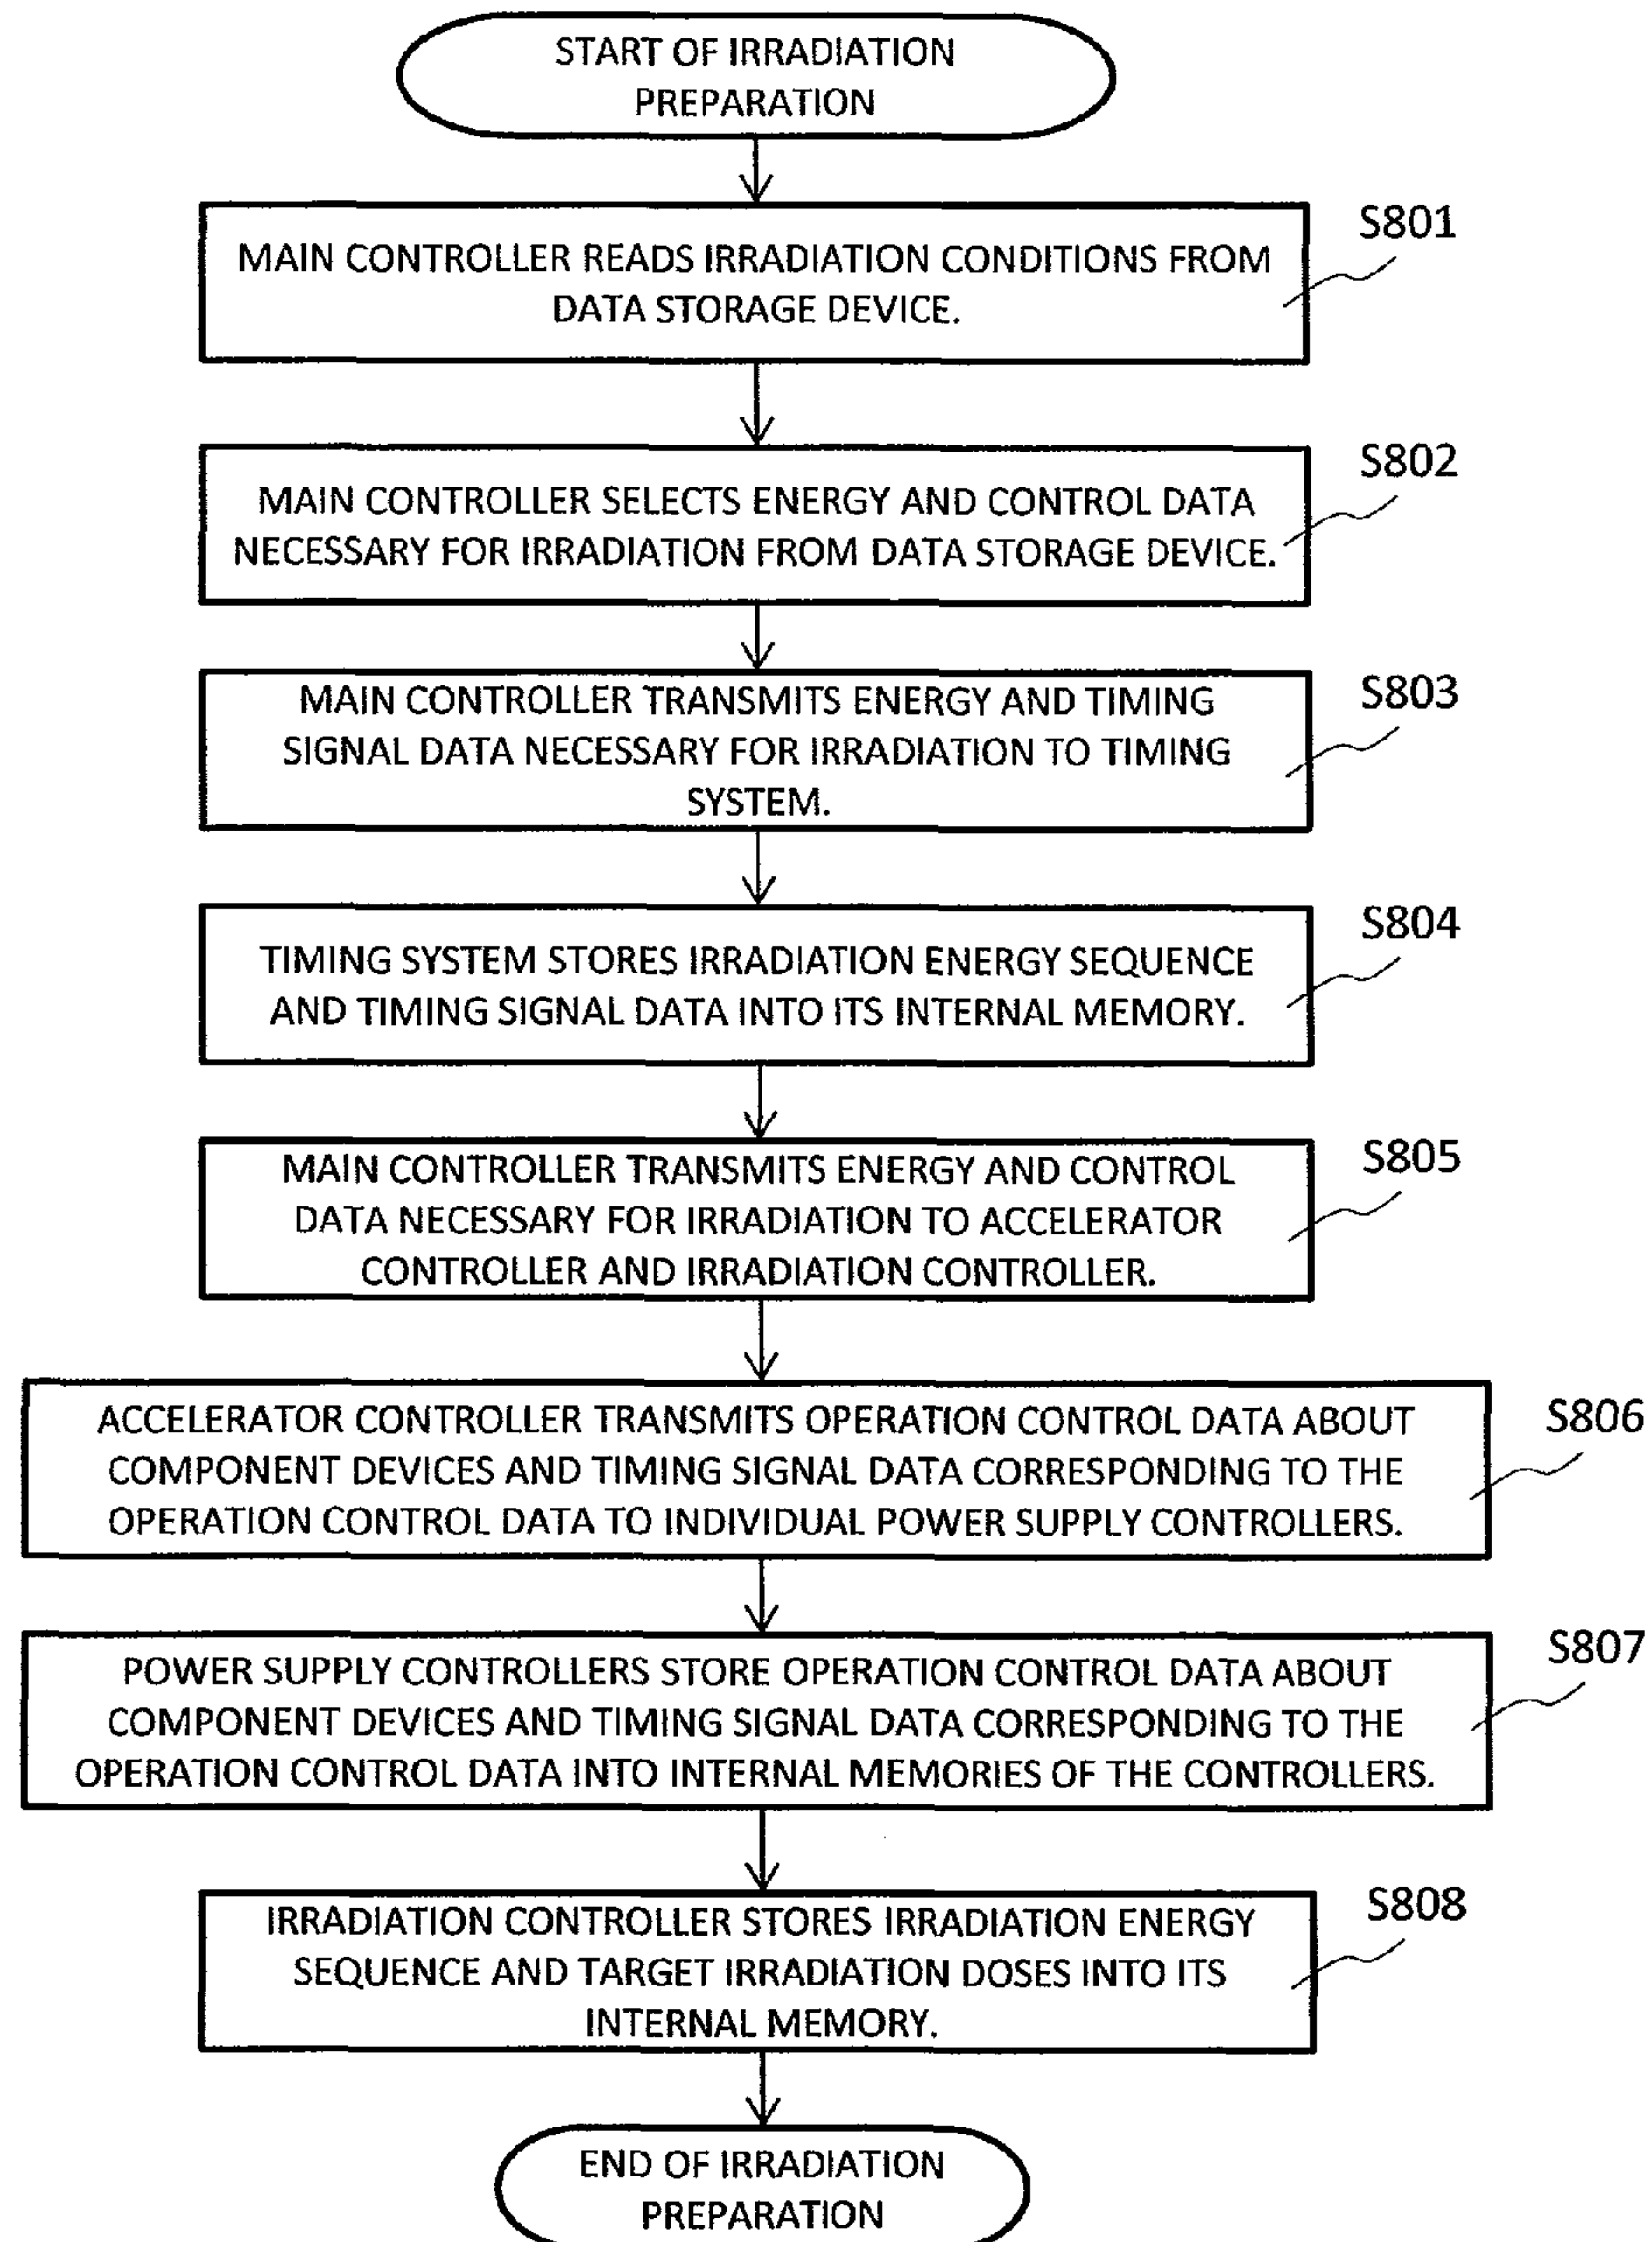 START OF IRRADIATION
PREPARATION
S801
MAIN CONTROLLER READS IRRADIATION CONDITIONS FROM
DATA STORAGE DEVICE.
S802
MAIN CONTROLLER SELECTS ENERGY AND CONTROL DATA
NECESSARY FOR IRRADIATION FROM DATA STORAGE DEVICE.
S803
MAIN CONTROLLER TRANSMITS ENERGY AND TIMING
SIGNAL DATA NECESSARY FOR IRRADIATION TO TIMING
SYSTEM.
S804
TIMING SYSTEM STORES IRRADIATION ENERGY SEQUENCE
AND TIMING SIGNAL DATA INTO ITS INTERNAL MEMORY.
S805
MAIN CONTROLLER TRANSMITS ENERGY AND CONTROL
DATA NECESSARY FOR IRRADIATION TO ACCELERATOR
CONTROLLER AND IRRADIATION CONTROLLER.
S806
ACCELERATOR CONTROLLER TRANSMITS OPERATION CONTROL DATA ABOUT
COMPONENT DEVICES AND TIMING SIGNAL DATA CORRESPONDING TO THE
OPERATION CONTROL DATA TO INDIVIDUAL POWER SUPPLY CONTROLLERS.
S807
POWER SUPPLY CONTROLLERS STORE OPERATION CONTROL DATA ABOUT
COMPONENT DEVICES AND TIMING SIGNAL DATA CORRESPONDING TO THE
OPERATION CONTROL DATA INTO INTERNAL MEMORIES OF THE CONTROLLERS.
S808
IRRADIATION CONTROLLER STORES IRRADIATION ENERGY
SEQUENCE AND TARGET IRRADIATION DOSES INTO ITS
INTERNAL MEMORY.
END OF IRRADIATION
PREPARATION